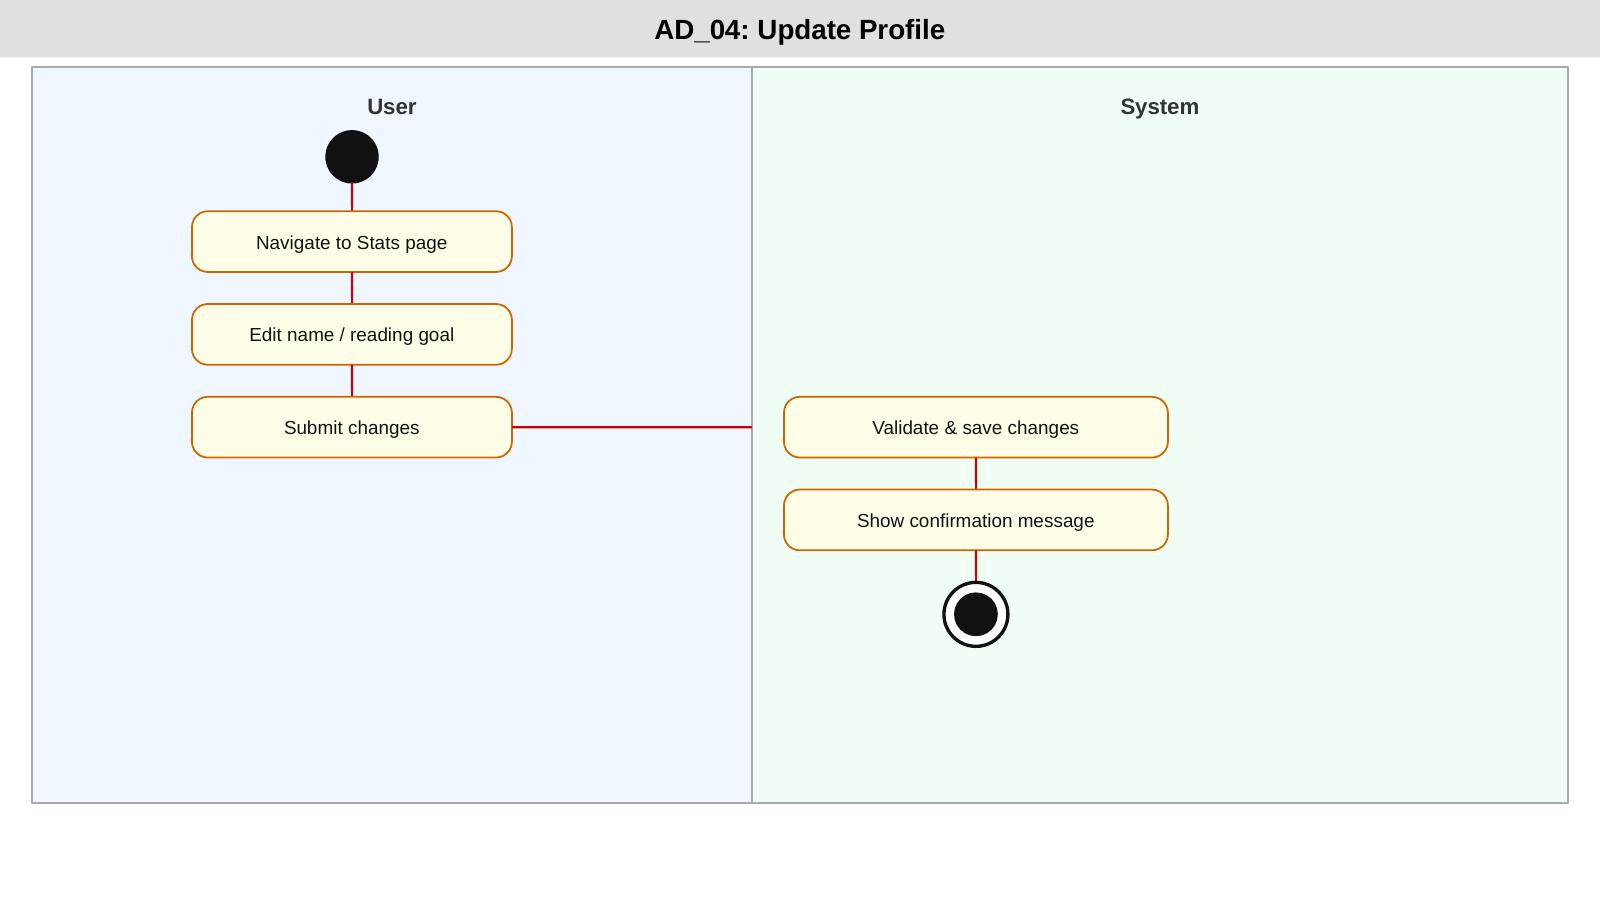 AD_04: Update Profile
User
System
Navigate to Stats page
Edit name / reading goal
Submit changes
Validate & save changes
Show confirmation message